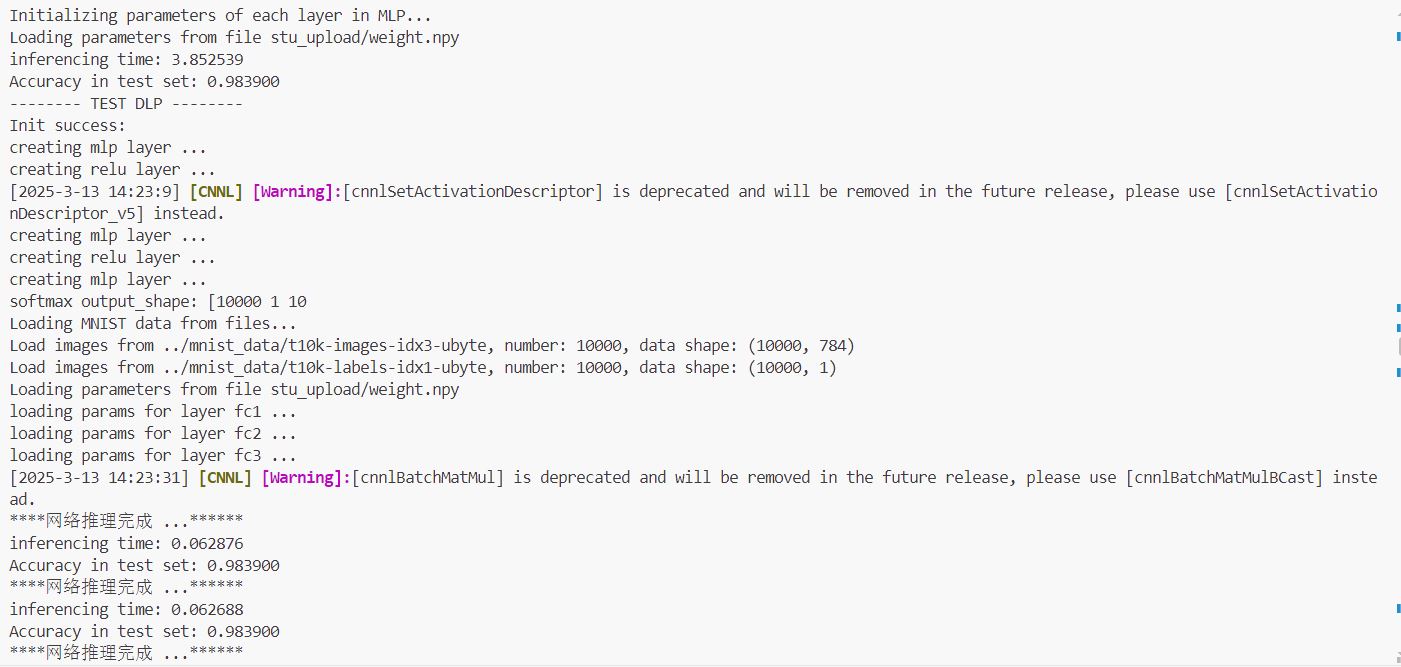 Initializing parameters of each layer in MLP...
Loading parameters from file stu_upload/weight.npy
inferencing time: 3.852539
Accuracy in test set: 0.983900
-------- TEST DLP --------
Init success:
creating mlp layer ...
creating relu layer ...
[2025-3-13 14:23:9] [CNNL] [Warning]:[cnnlSetActivationDescriptor] is deprecated and will be removed in the future release, please use [cnnlSetActivatio
nDescriptor_v5] instead.
creating mlp layer ...
creating relu layer ...
creating mlp layer ...
softmax output_shape: [10000 1 10
Loading MNIST data from files...
Load images from ../mnist_data/t10k-images-idx3-ubyte, number: 10000, data shape: (10000, 784)
Load images from ../mnist_data/t10k-labels-idx1-ubyte, number: 10000, data shape: (10000, 1)
Loading parameters from file stu_upload/weight.npy
loading params for layer fc1 ...
loading params for layer fc2 ...
loading params for layer fc3 ...
[2025-3-13 14:23:31] [CNNL] [Warning]:[cnnlBatchMatMul] is deprecated and will be removed in the future release, please use [cnnlBatchMatMulBCast] inste
ad.
****网络推理完成 ...******
inferencing time: 0.062876
Accuracy in test set: 0.983900
****网络推理完成 ...******
inferencing time: 0.062688
Accuracy in test set: 0.983900
****网络推理完成 ...******